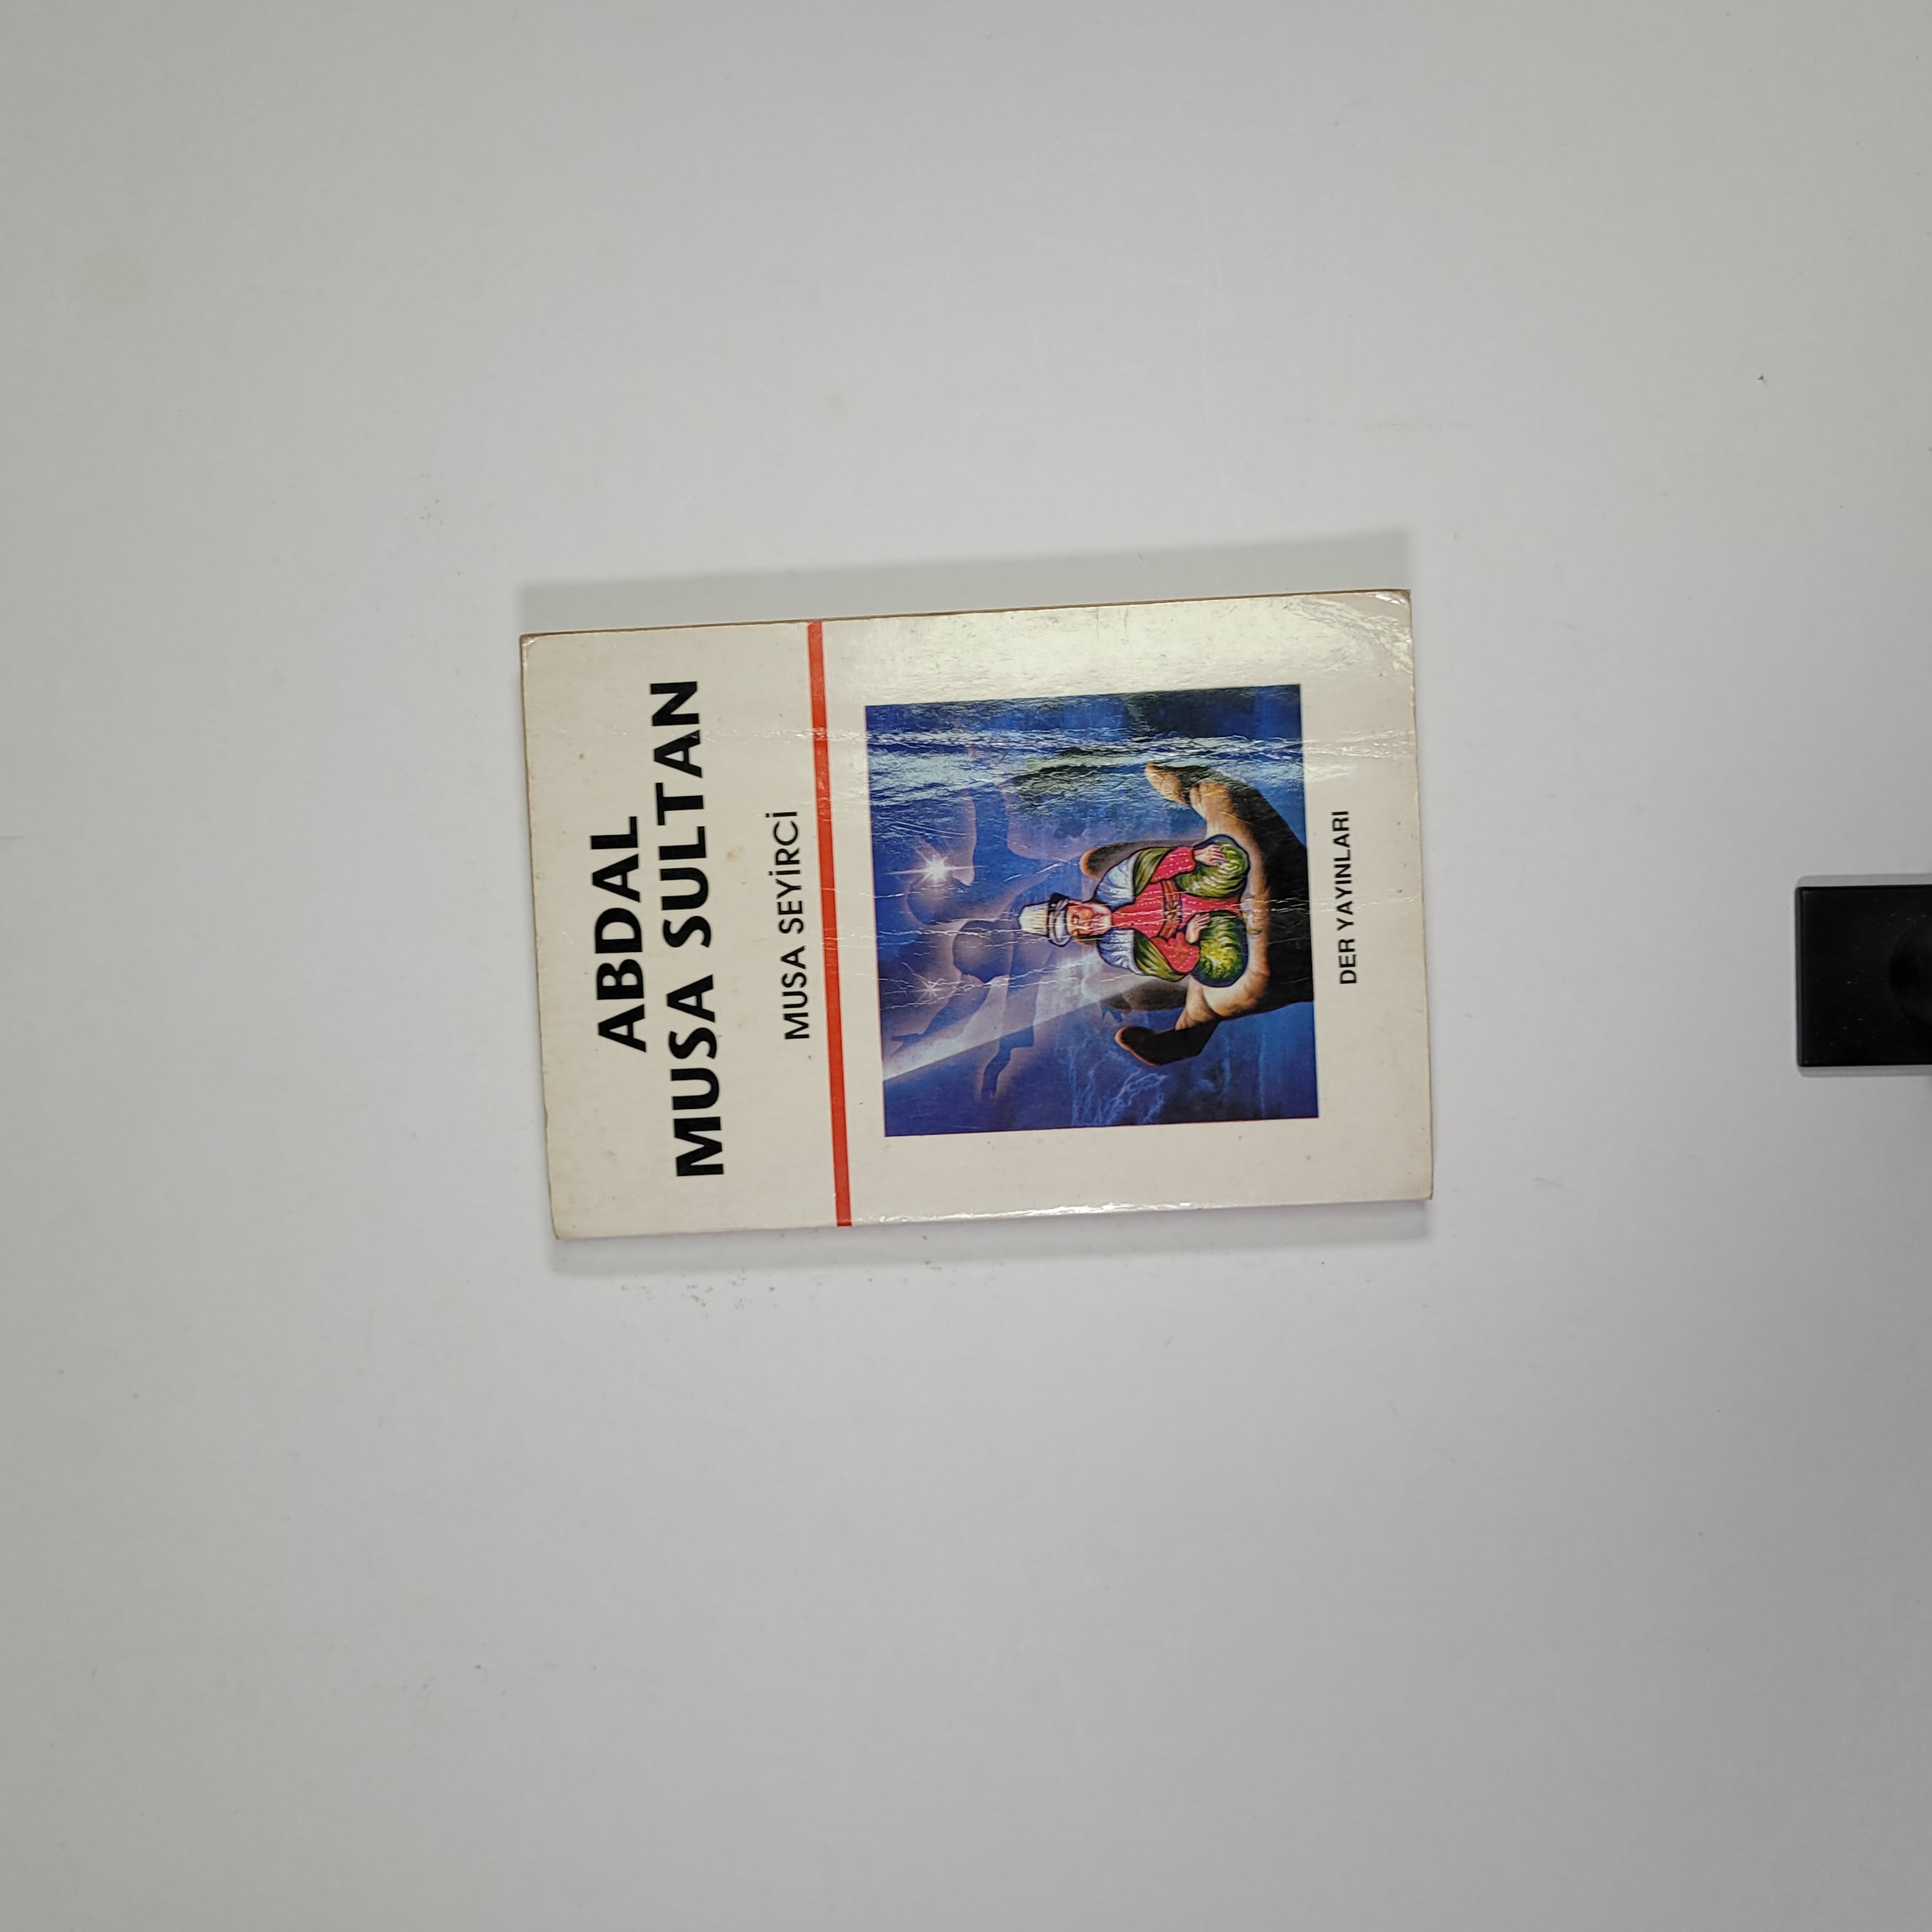 ABDAL
MUSA SULTAN
MUSA SEYİRCİ
DER YAYINLARI